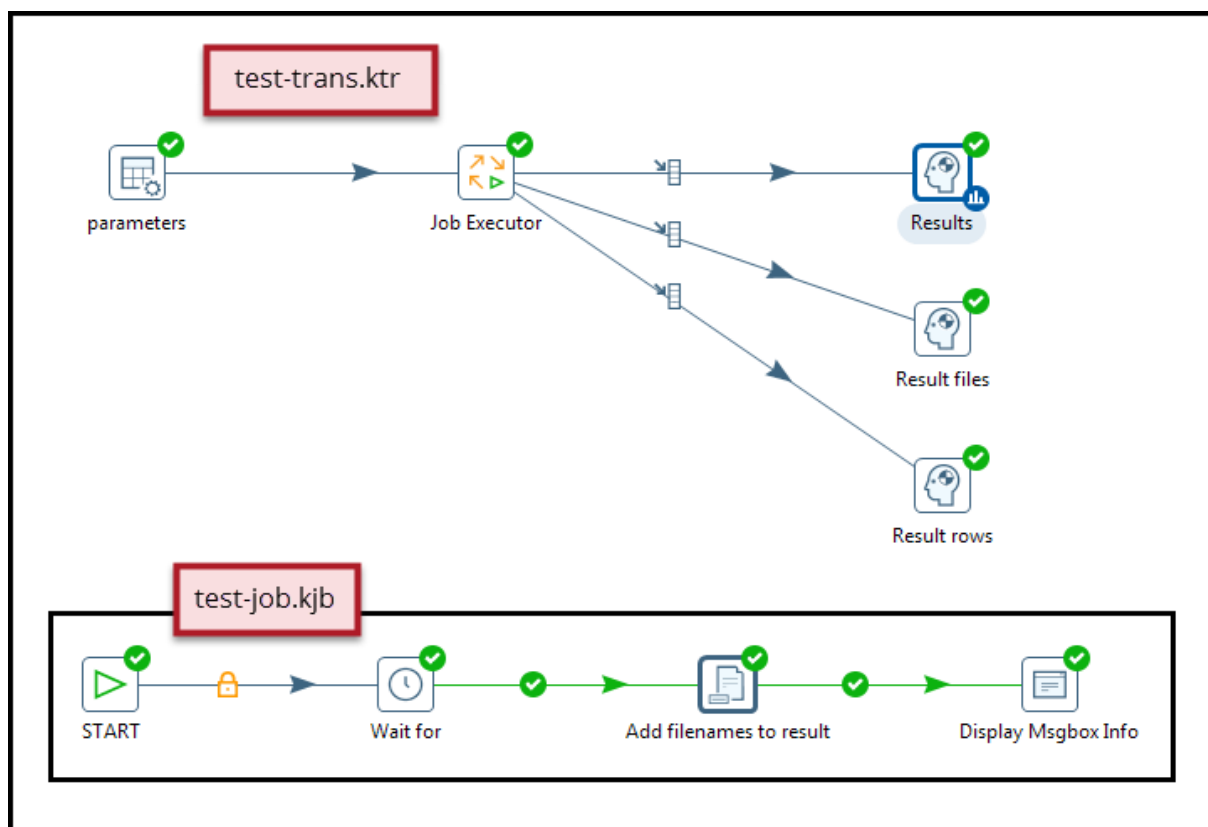 test-trans.ktr
parameters
Job Executor
Results
Result files
Result rows
test-job.kjb
START
Wait for
Add filenames to result
Display Msgbox Info